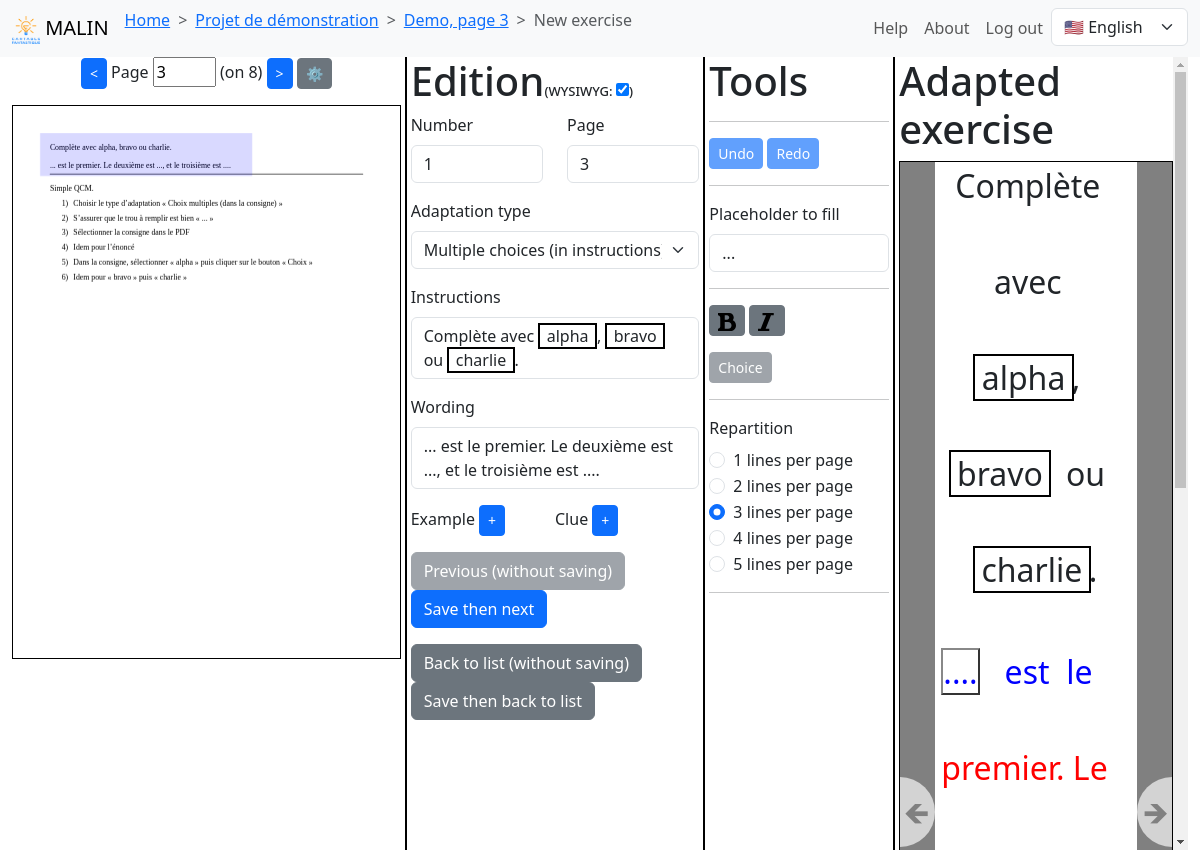 MALIN
Home > Projet de démonstration > Demo, page 3 > New exercise
Help About Log out 🇺🇸 English
< Page 3 (on 8) > ⚙️
Complète avec alpha, bravo ou charlie.
... est le premier. Le deuxième est ..., et le troisième est ....
Simple QCM.
1) Choisir le type d’adaptation « Choix multiples (dans la consigne) »
2) S’assurer que le trou à remplir est bien « ... »
3) Sélectionner la consigne dans le PDF
4) Idem pour l’énoncé
5) Dans la consigne, sélectionner « alpha » puis cliquer sur le bouton « Choix »
6) Idem pour « bravo » puis « charlie »
Edition (WYSIWYG: )
Number Page
1 3
Adaptation type
Multiple choices (in instructions
Instructions
Complète avec alpha, bravo
ou charlie.
Wording
... est le premier. Le deuxième est
..., et le troisième est ....
Example + Clue +
Previous (without saving)
Save then next
Back to list (without saving)
Save then back to list
Tools
Undo Redo
Placeholder to fill
...
B I
Choice
Repartition
1 lines per page
2 lines per page
3 lines per page
4 lines per page
5 lines per page
Adapted
exercise
Complète
avec
alpha,
bravo ou
charlie.
.... est le
premier. Le